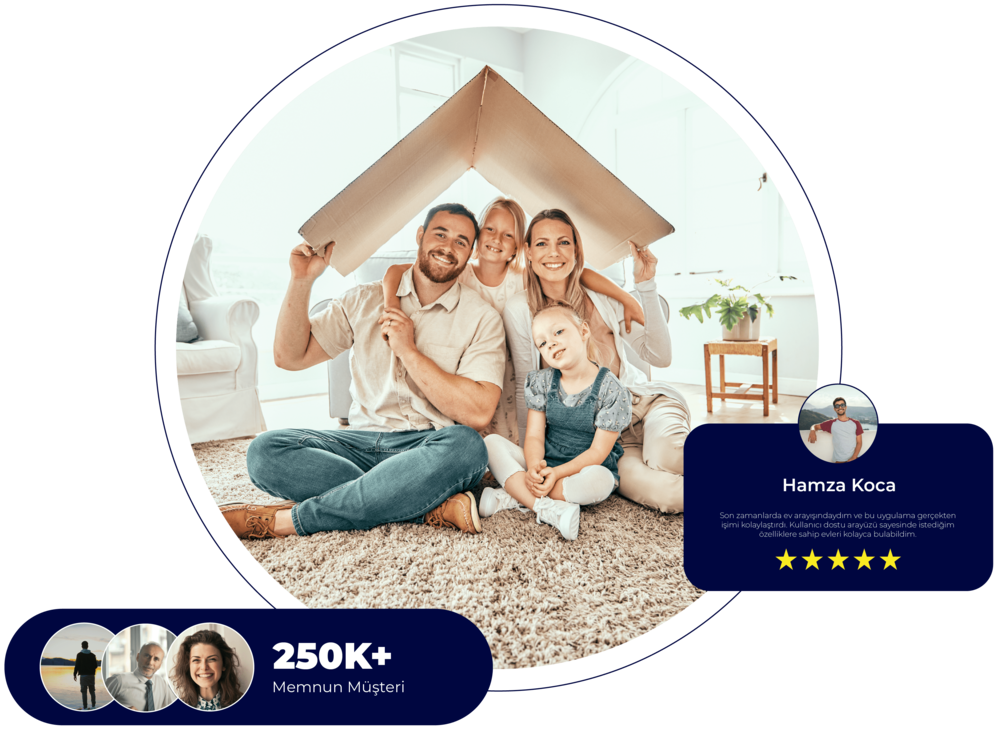 Hamza Koca
Son zamanlarda ev arayışındaydım ve bu uygulama gerçekten
işimi kolaylaştırdı. Kullanıcı dostu arayüzü sayesinde istediğim
özelliklere sahip evleri kolayca bulabildim.
250K+
Memnun Müşteri